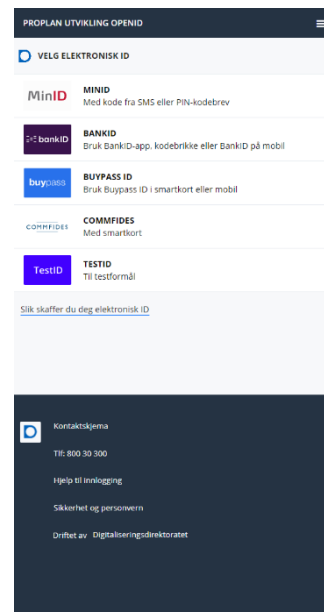 PROPLAN UTVIKLING OPENID
VELG ELEKTRONISK ID
MinID
MINID
Med kode fra SMS eller PIN-kodebrev
bankID
BANKID
Bruk BankID-app, kodebrikke eller BankID på mobil
buypass
BUYPASS ID
Bruk Buypass ID i smartkort eller mobil
COMMFIDES
COMMFIDES
Med smartkort
TestID
TESTID
Til testformål
Slik skaffer du deg elektronisk ID
Kontaktskjema
Tlf: 800 30 300
Hjelp til innlogging
Sikkerhet og personvern
Driftet av Digitaliseringsdirektoratet